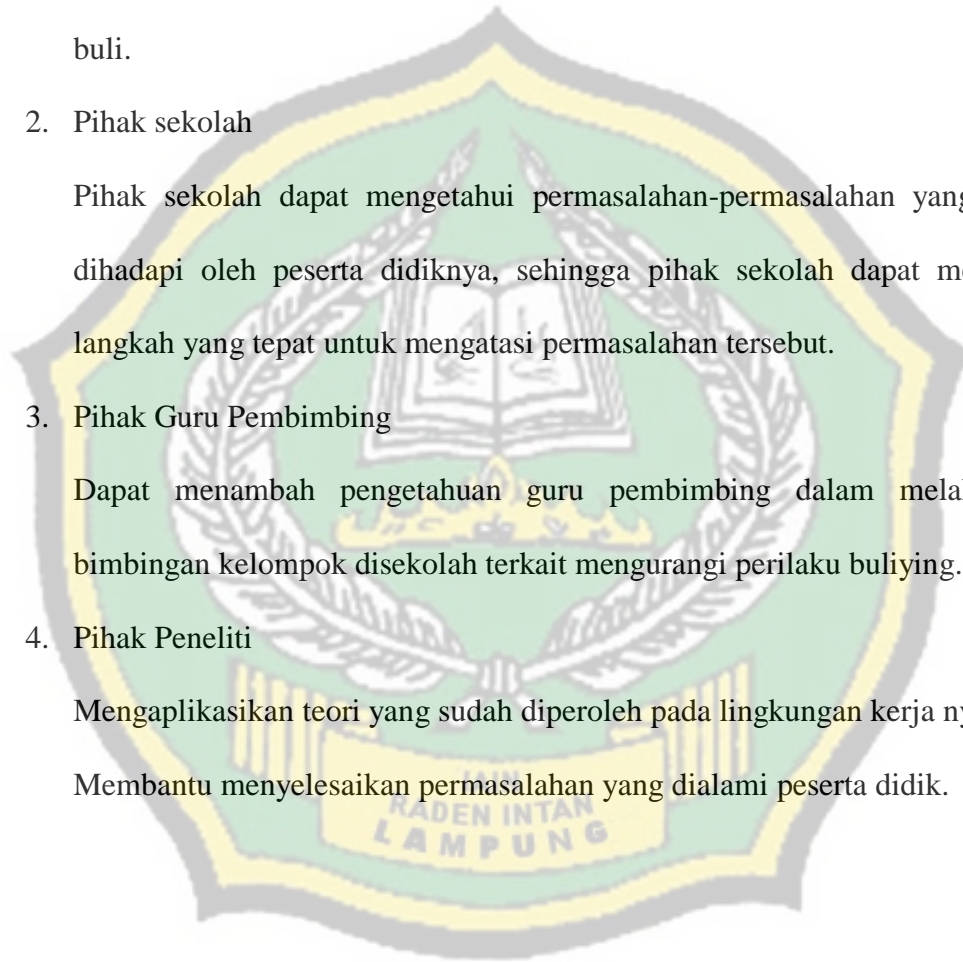 buli.
2. Pihak sekolah
Pihak sekolah dapat mengetahui permasalahan-permasalahan yang
dihadapi oleh peserta didiknya, sehingga pihak sekolah dapat
langkah yang tepat untuk mengatasi permasalahan tersebut.
3. Pihak Guru Pembimbing
Dapat menambah pengetahuan guru pembimbing dalam
bimbingan kelompok disekolah terkait mengurangi perilaku buliying.
4. Pihak Peneliti
Mengaplikasikan teori yang sudah diperoleh pada lingkungan kerja
Membantu menyelesaikan permasalahan yang dialami peserta didik.
IAIN
RADEN INTAN
LAMPUNG